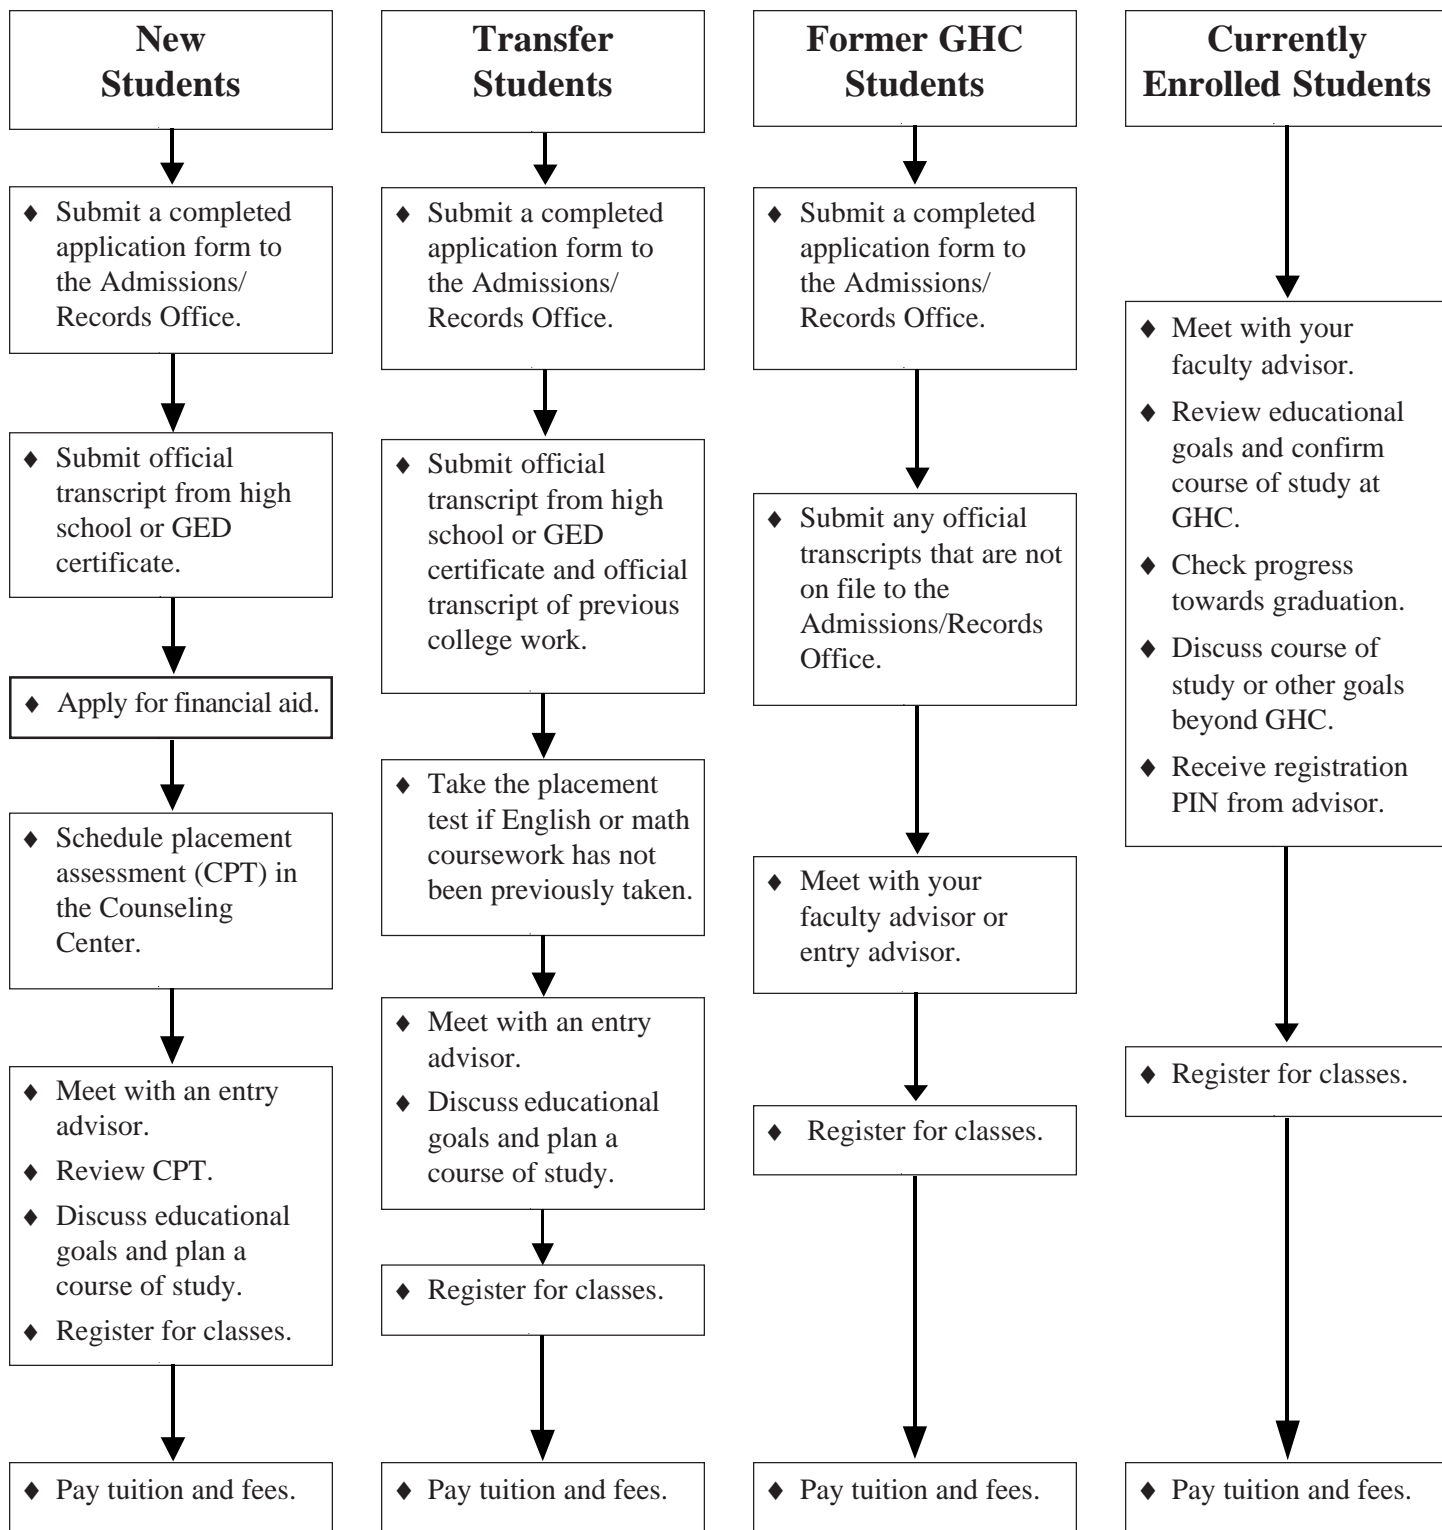 New
Students
♦ Submit a completed
application form to
the Admissions/
Records Office.
♦ Submit official
transcript from high
school or GED
certificate.
♦ Apply for financial aid.
♦ Schedule placement
assessment (CPT) in
the Counseling
Center.
♦ Meet with an entry
advisor.
♦ Review CPT.
♦ Discuss educational
goals and plan a
course of study.
♦ Register for classes.
♦ Pay tuition and fees.
Transfer
Students
♦ Submit a completed
application form to
the Admissions/
Records Office.
♦ Submit official
transcript from high
school or GED
certificate and official
transcript of previous
college work.
♦ Take the placement
test if English or math
coursework has not
been previously taken.
♦ Meet with an entry
advisor.
♦ Discuss educational
goals and plan a
course of study.
♦ Register for classes.
♦ Pay tuition and fees.
Former GHC
Students
♦ Submit a completed
application form to
the Admissions/
Records Office.
♦ Submit any official
transcripts that are not
on file to the
Admissions/Records
Office.
♦ Meet with your
faculty advisor or
entry advisor.
♦ Register for classes.
♦ Pay tuition and fees.
Currently
Enrolled Students
♦ Meet with your
faculty advisor.
♦ Review educational
goals and confirm
course of study at
GHC.
♦ Check progress
towards graduation.
♦ Discuss course of
study or other goals
beyond GHC.
♦ Receive registration
PIN from advisor.
♦ Register for classes.
♦ Pay tuition and fees.